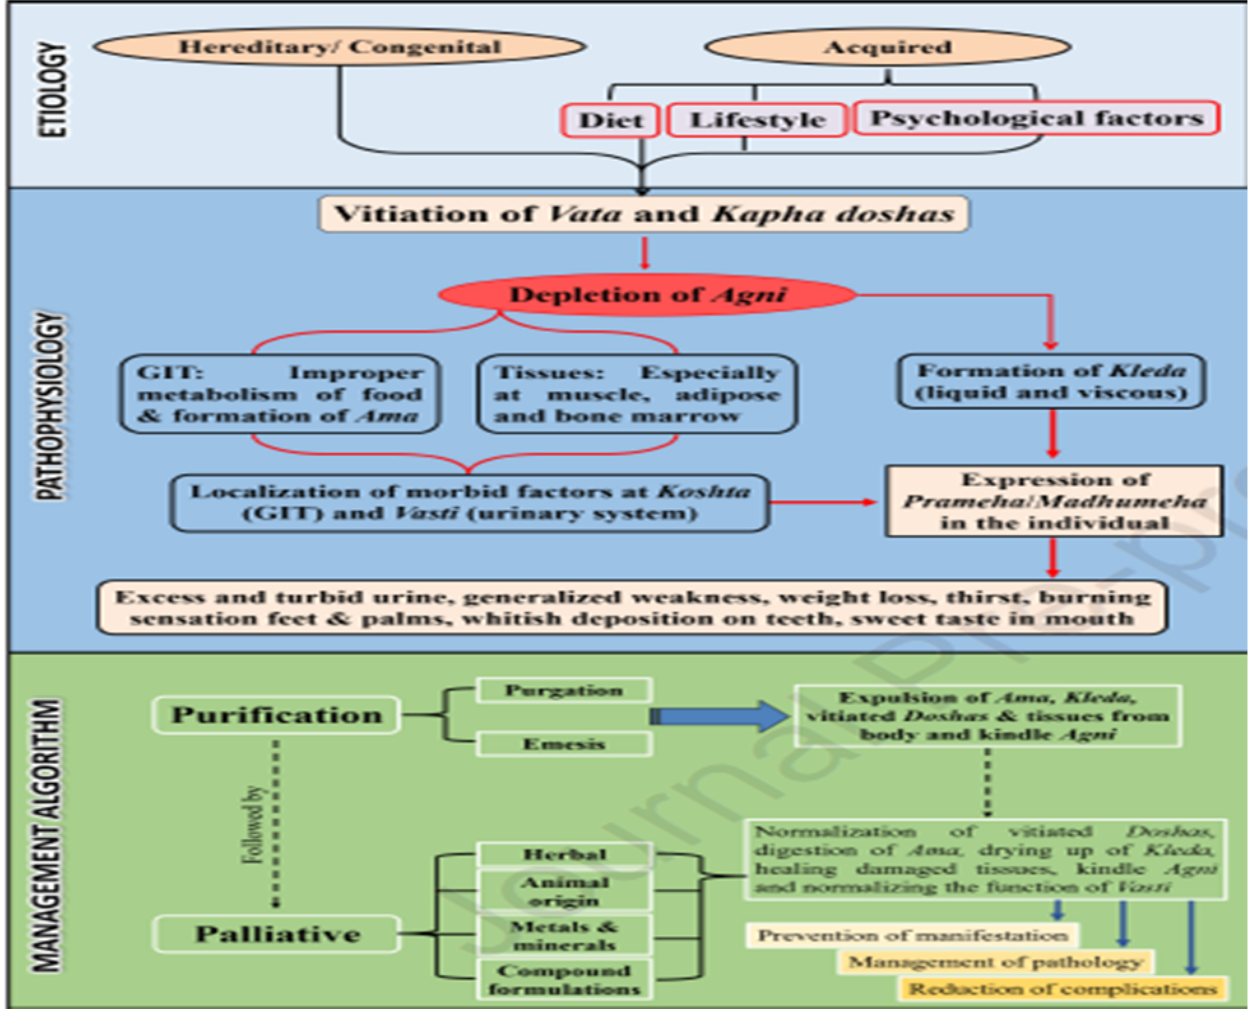 ETIOLOGY
Hereditary/ Congenital
Acquired
Diet
Lifestyle
Psychological factors
PATHOPHYSIOLOGY
Vitiation of Vata and Kapha doshas
Depletion of Agni
GIT: Improper
metabolism of food
& formation of Ama
Tissues: Especially
at muscle, adipose
and bone marrow
Formation of Kleda
(liquid and viscous)
Localization of morbid factors at Koshta
(GIT) and Vasti (urinary system)
Expression of
Prameha/Madhumeha
in the individual
Excess and turbid urine, generalized weakness, weight loss, thirst, burning
sensation feet & palms, whitish deposition on teeth, sweet taste in mouth
MANAGEMENT ALGORITHM
Purification
Purgation
Emesis
Expulsion of Ama, Kleda,
vitiated Doshas & tissues from
body and kindle Agni
Followed by
Palliative
Herbal
Animal
origin
Metals &
minerals
Compound
formulations
Normalization of vitiated Doshas,
digestion of Ama, drying up of Kleda,
healing damaged tissues, kindle Agni
and normalizing the function of Vasti
Prevention of manifestation
Management of pathology
Reduction of complications
Journal Pre-pr